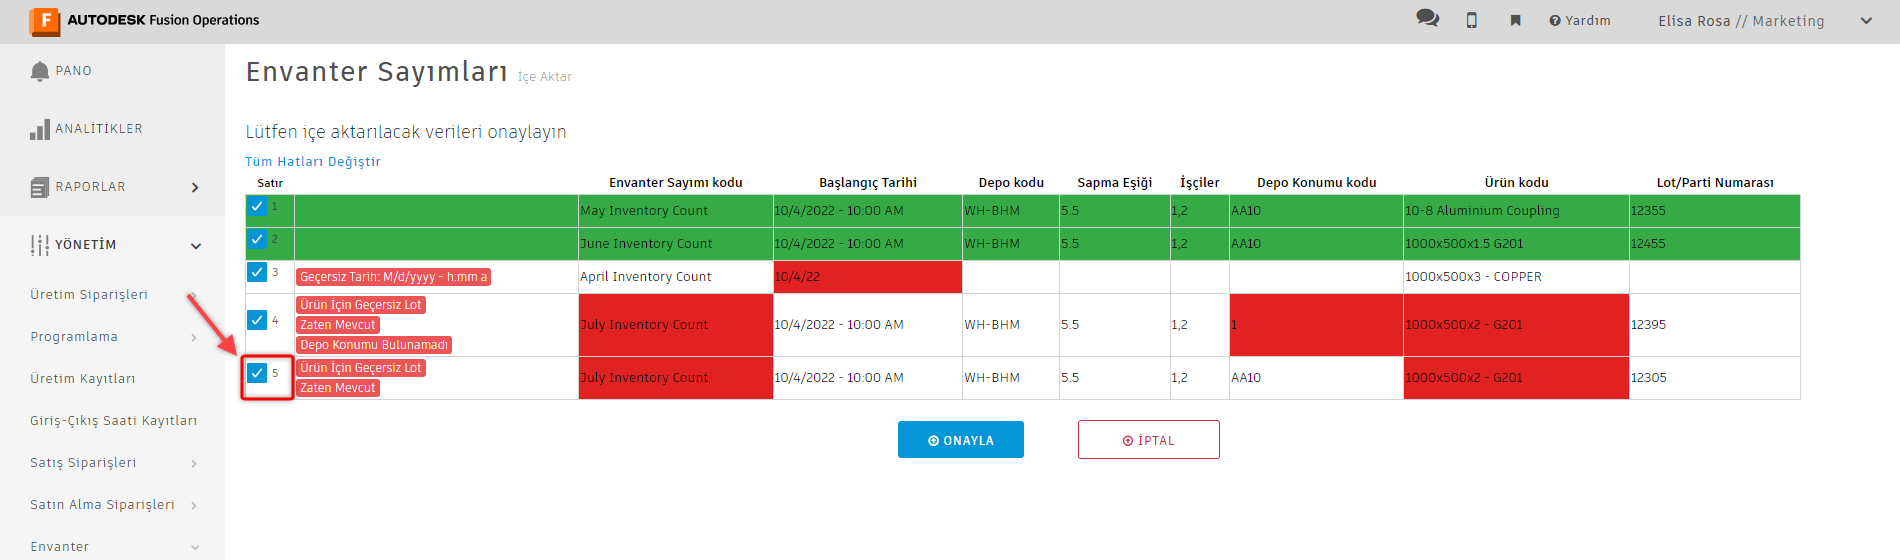 AUTODESK Fusion Operations
Yardım
Elisa Rosa // Marketing
PANO
ANALİTİKLER
RAPORLAR
YÖNETİM
Üretim Siparişleri
Programlama
Üretim Kayıtları
Giriş-Çıkış Saati Kayıtları
Satış Siparişleri
Satın Alma Siparişleri
Envanter
Envanter Sayımları İçe Aktar
Lütfen içe aktarılacak verileri onaylayın
Tüm Hatları Değiştir
Satır Envanter Sayımı kodu Başlangıç Tarihi Depo kodu Sapma Eşiği İşçiler Depo Konumu kodu Ürün kodu Lot/Parti Numarası
1 May Inventory Count 10/4/2022 - 10:00 AM WH-BHM 5.5 1,2 AA10 10-8 Aluminium Coupling 12355
2 June Inventory Count 10/4/2022 - 10:00 AM WH-BHM 5.5 1,2 AA10 1000x500x1.5 G201 12455
3 Geçersiz Tarih: M/d/yyyy - h:mm a April Inventory Count 10/4/22 1000x500x3 - COPPER
Ürün İçin Geçersiz Lot
4 Zaten Mevcut July Inventory Count 10/4/2022 - 10:00 AM WH-BHM 5.5 1,2 1 1000x500x2 - G201 12395
Depo Konumu Bulunamadı
Ürün İçin Geçersiz Lot
5 Zaten Mevcut July Inventory Count 10/4/2022 - 10:00 AM WH-BHM 5.5 1,2 AA10 1000x500x2 - G201 12305
ONAYLA
İPTAL